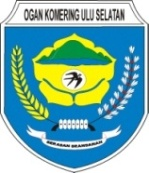 OGAN KOMERING ULU SELATAN
SERASAN SEANDANAN